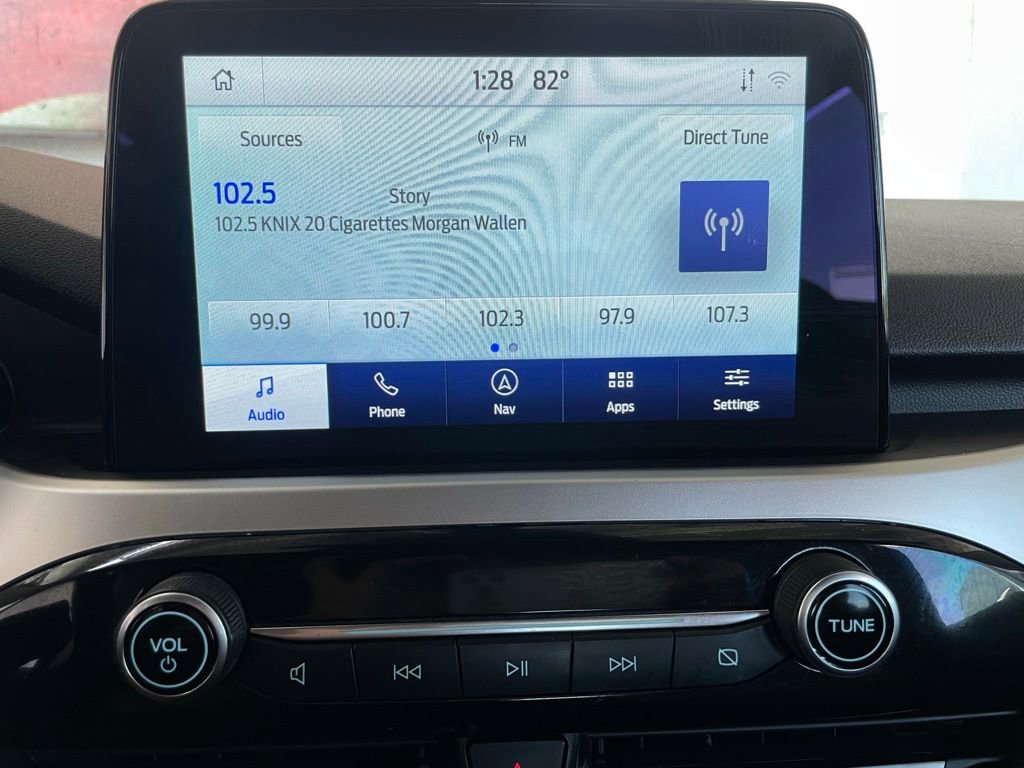 1:28 82°
Sources FM Direct Tune
102.5 Story
102.5 KNIX 20 Cigarettes Morgan Wallen
99.9 100.7 102.3 97.9 107.3
Audio Phone Nav Apps Settings
VOL TUNE